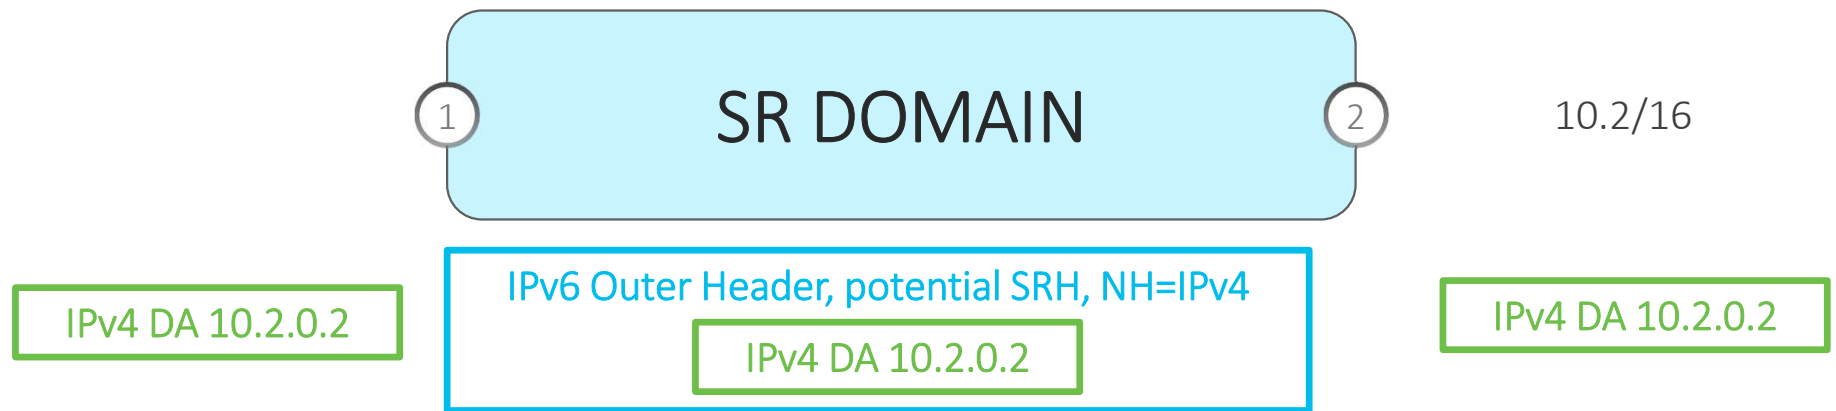 1
SR DOMAIN
2
10.2/16
IPv6 Outer Header, potential SRH, NH=IPv4
IPv4 DA 10.2.0.2
IPv4 DA 10.2.0.2
IPv4 DA 10.2.0.2